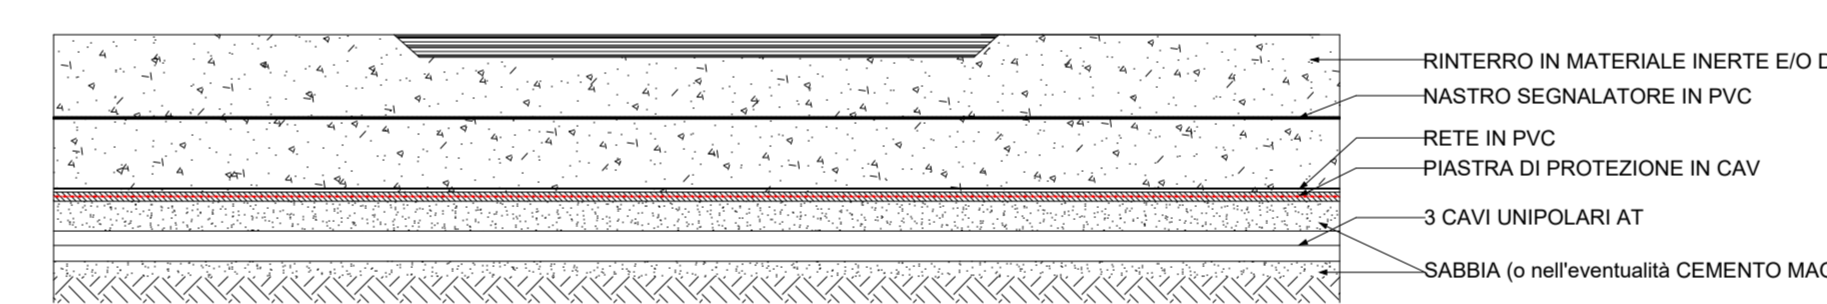 RINTERRO IN MATERIALE INERTE E/O
NASTRO SEGNALATORE IN PVC
RETE IN PVC
PIASTRA DI PROTEZIONE IN CAV
3 CAVI UNIPOLARI AT
SABBIA (o nell'eventualità CEMENTO